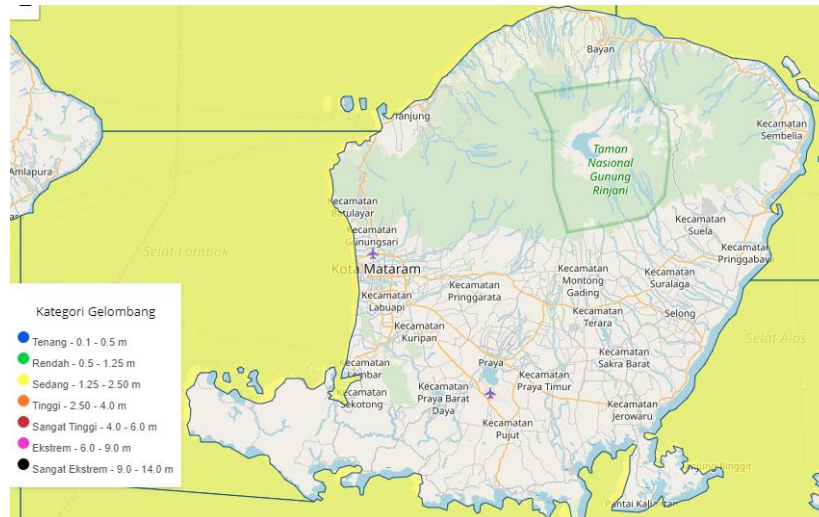 Bayan
Tanjung
Kecamatan
Sembelia
Amlapura
Taman
Nasional
Gunung
Rinjani
Kecamatan
Batulayar
Kecamatan
Suela
Kecamatan
Gunungsari
Kecamatan
Pringgabaya
Selat Lombok
Kota Mataram
Kecamatan
Pringgarata
Kecamatan
Montong
Gading
Kecamatan
Suralaga
Kecamatan
Labuapi
Kecamatan
Terara
Selong
Kecamatan
Kuripan
Selat Alas
Kecamatan
Sakra Barat
Kecamatan
Lembar
Praya
Kecamatan
Praya Timur
Kecamatan
Sekotong
Kecamatan
Praya Barat
Daya
Kecamatan
Jerowaru
Kecamatan
Pujut
Tanjung Ringgit
Kategori Gelombang
Tenang - 0.1 - 0.5 m
Rendah - 0.5 - 1.25 m
Sedang - 1.25 - 2.50 m
Tinggi - 2.50 - 4.0 m
Sangat Tinggi - 4.0 - 6.0 m
Ekstrem - 6.0 - 9.0 m
Sangat Ekstrem - 9.0 - 14.0 m